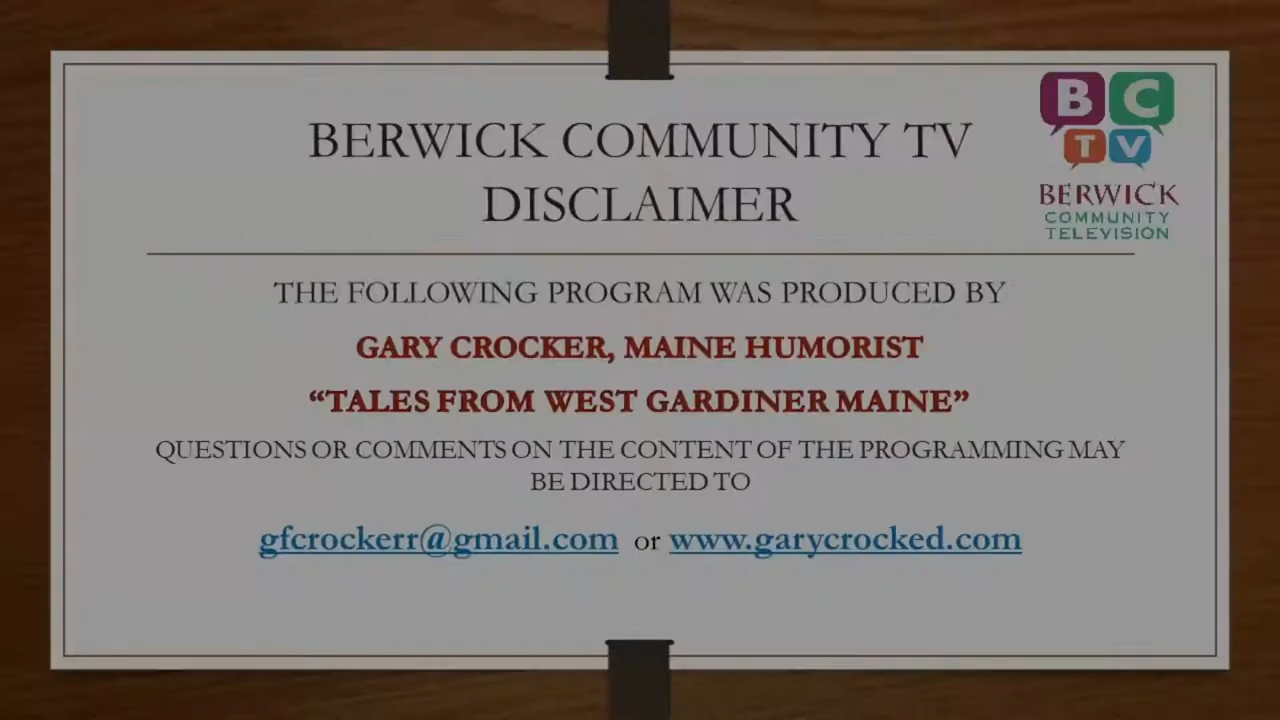 BERWICK COMMUNITY TV
DISCLAIMER
B C
T V
BERWICK
COMMUNITY
TELEVISION
THE FOLLOWING PROGRAM WAS PRODUCED BY
GARY CROCKER, MAINE HUMORIST
“TALES FROM WEST GARDINER MAINE”
QUESTIONS OR COMMENTS ON THE CONTENT OF THE PROGRAMMING MAY
BE DIRECTED TO
gfcrockerr@gmail.com or www.garycrocked.com